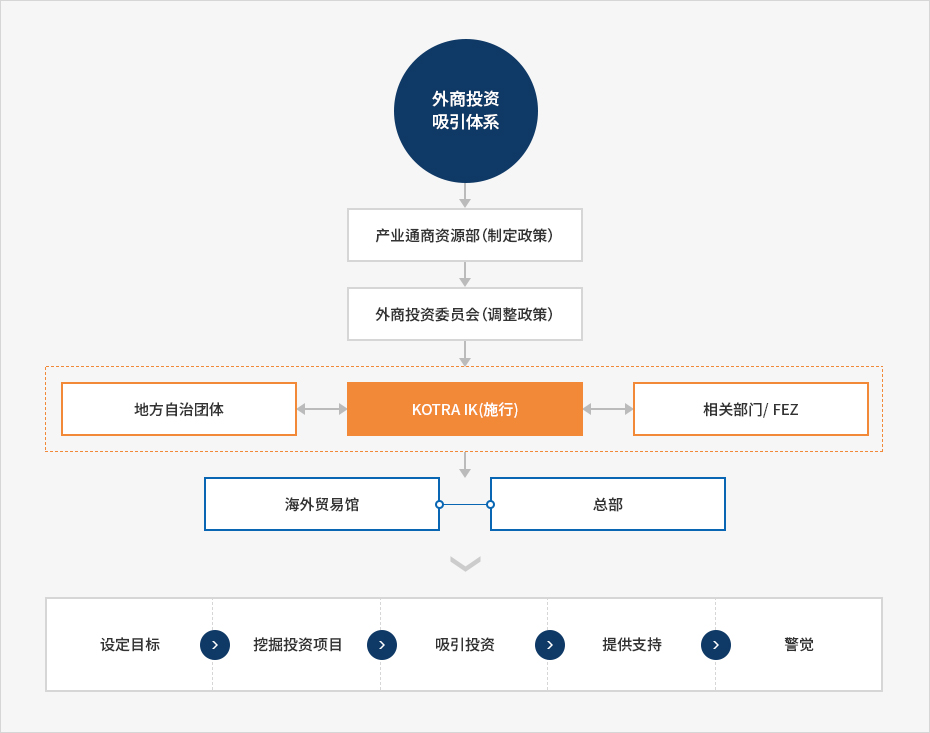 外商投资
吸引体系
产业通商资源部(制定政策)
外商投资委员会(调整政策)
地方自治团体
KOTRA IK(施行)
相关部门/ FEZ
海外贸易馆
总部
设定目标
挖掘投资项目
吸引投资
提供支持
警觉